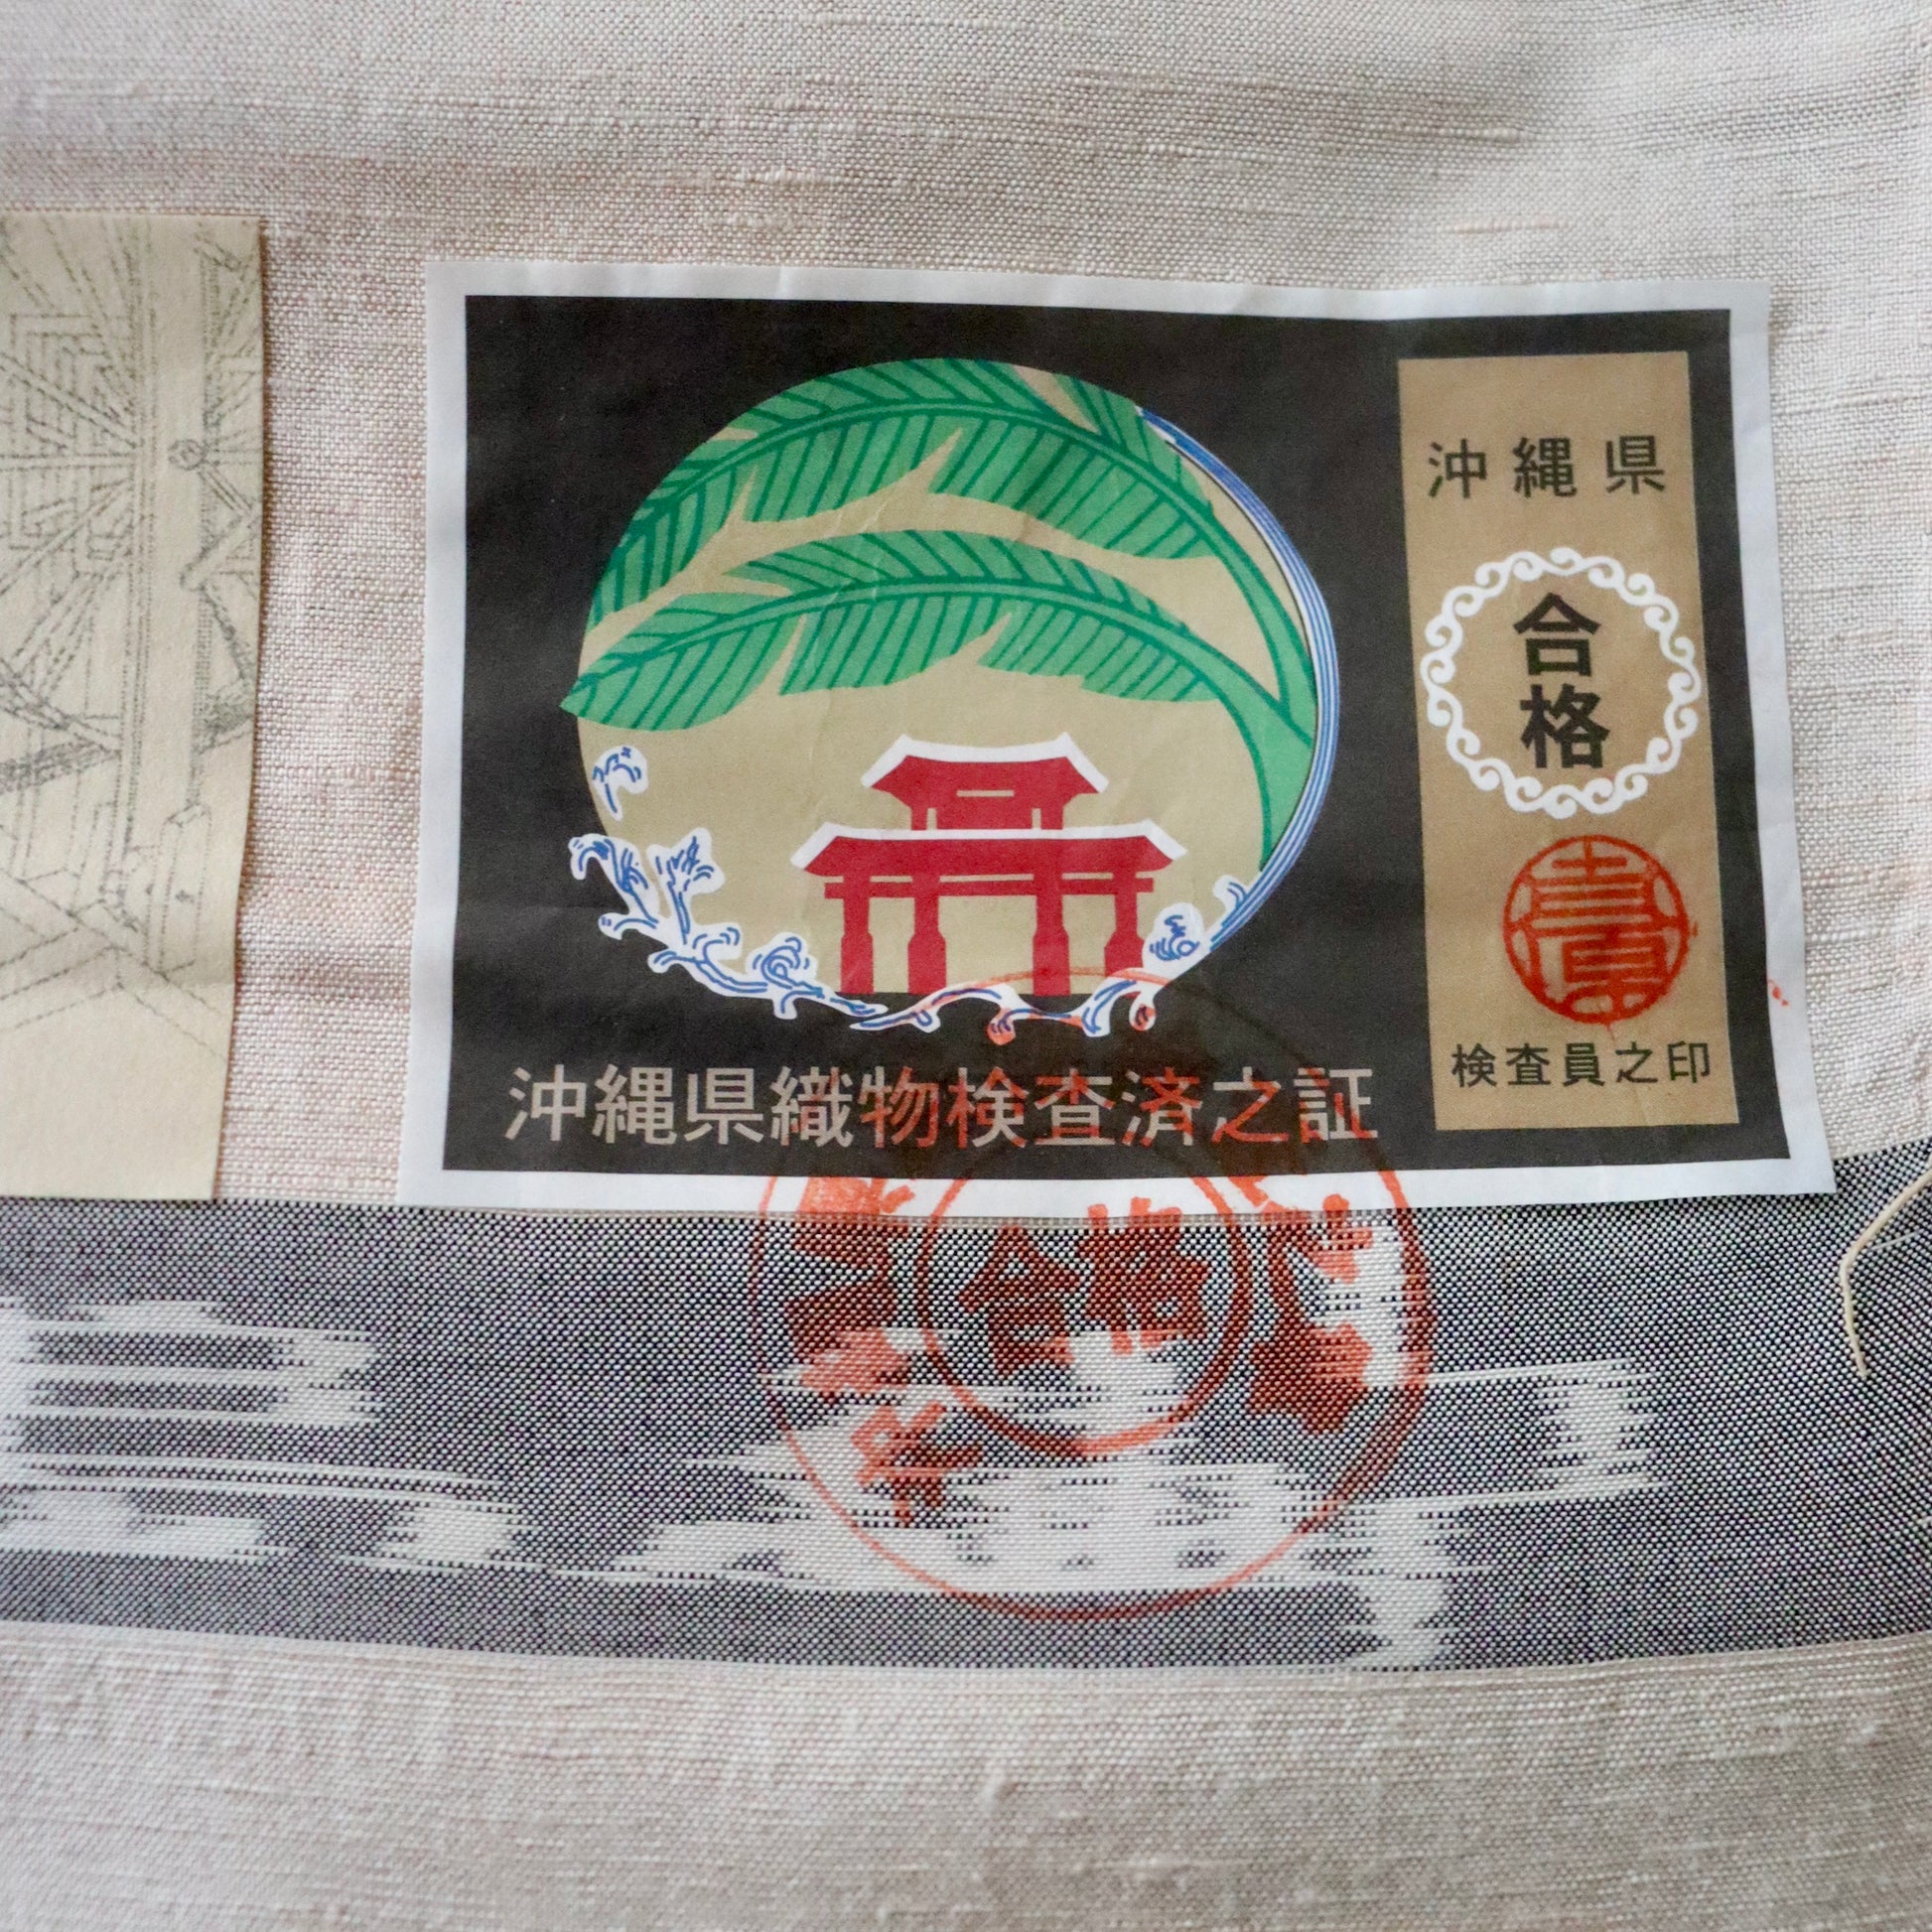 沖縄県
合格
検査員之印
沖縄県織物検査済之証
合格